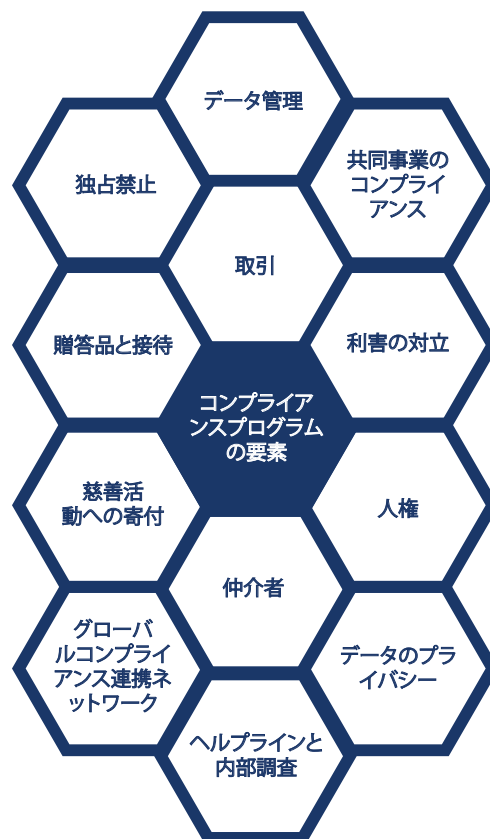 データ管理
独占禁止
共同事業の
コンプライ
アンス
取引
贈答品と接待
利害の対立
コンプライア
ンスプログラム
の要素
慈善活
動への寄付
人権
仲介者
グローバ
ルコンプライ
アンス連携ネ
ットワーク
データのプラ
イバシー
ヘルプラインと
内部調査